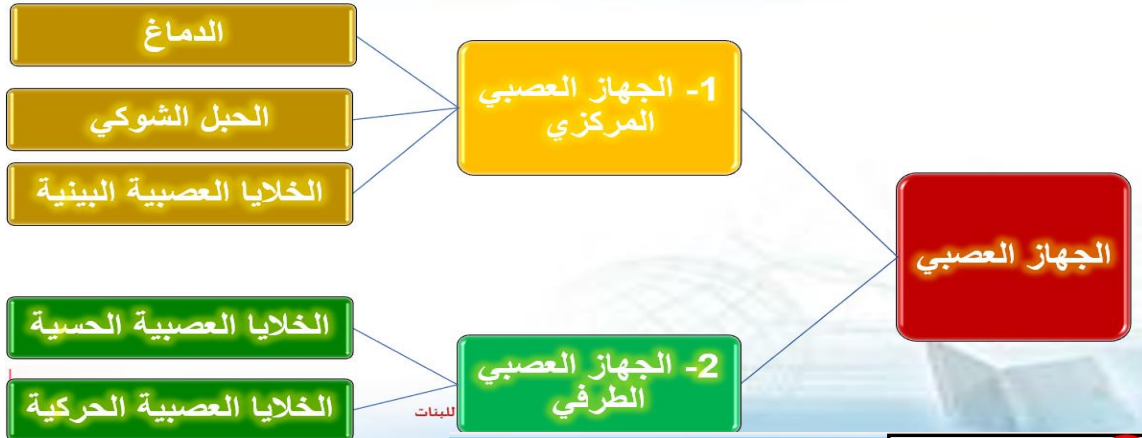 الجهاز العصبي
1- الجهاز العصبي
المركزي
الدماغ
الحبل الشوكي
الخلايا العصبية البينية
2- الجهاز العصبي
الطرفي
الخلايا العصبية الحسية
الخلايا العصبية الحركية
للبنات